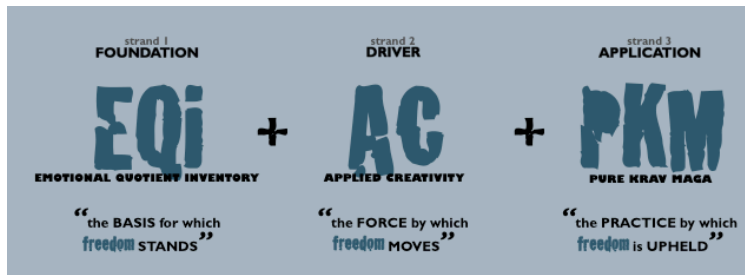 strand 1
FOUNDATION
EQi
EMOTIONAL QUOTIENT INVENTORY
“the BASIS for which
freedom STANDS”
+
strand 2
DRIVER
AC
APPLIED CREATIVITY
“the FORCE by which
freedom MOVES”
+
strand 3
APPLICATION
PKM
PURE KRAV MAGA
“the PRACTICE by which
freedom is UPHELD”